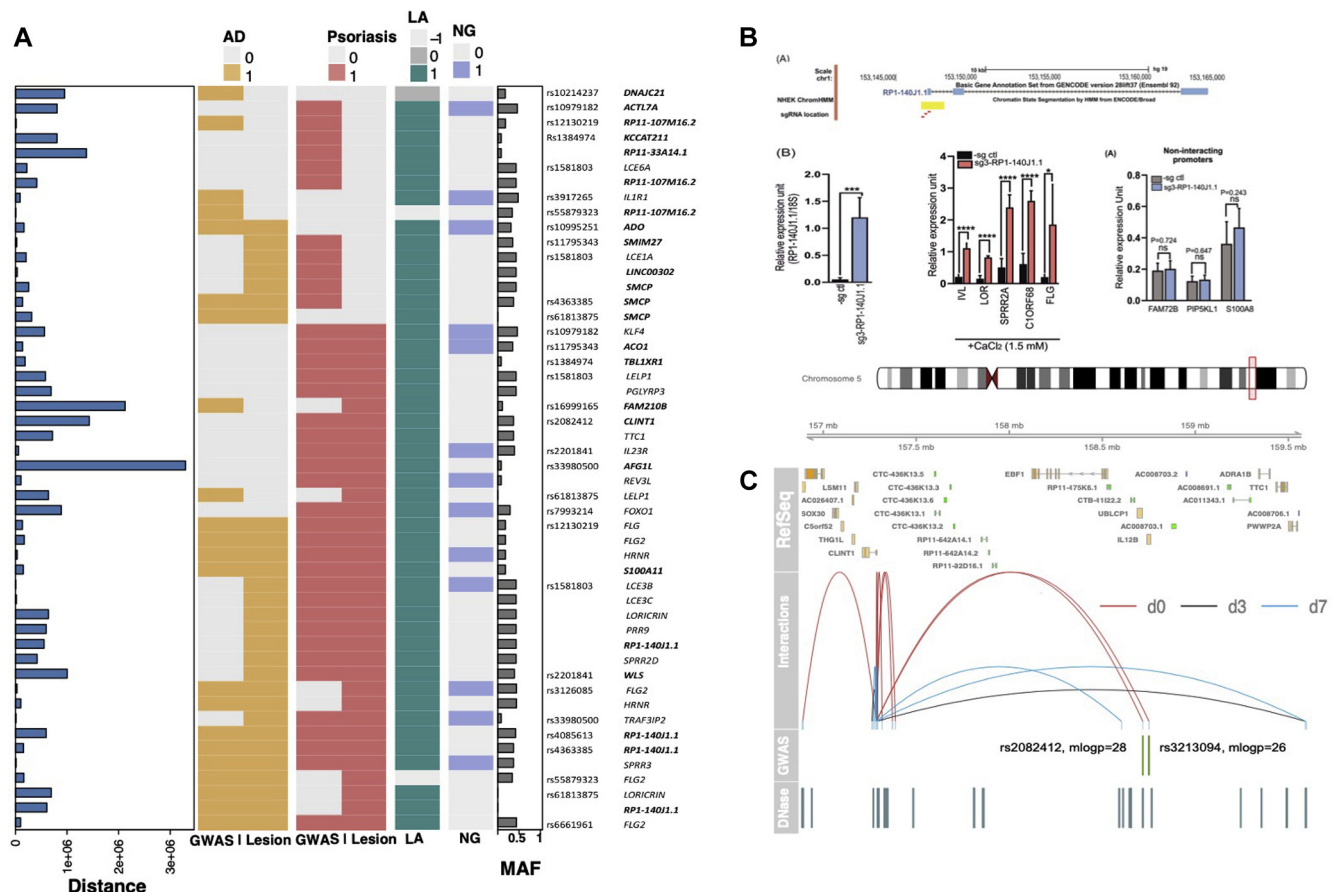 A
AD
0
1
Psoriasis
0
1
LA
−1
0
1
NG
0
1
rs10214237 DNAJC21
rs10979182 ACTL7A
rs12130219 RP11-107M16.2
Rs1384974 KCCAT211
RP11-33A14.1
rs1581803 LCE6A
RP11-107M16.2
rs3917265 IL1R1
rs55879323 RP11-107M16.2
rs10995251 ADO
rs11795343 SMIM27
rs1581803 LCE1A
LINC00302
SMCP
rs4363385 SMCP
rs61813875 SMCP
rs10979182 KLF4
rs11795343 ACO1
rs1384974 TBL1XR1
rs1581803 LELP1
PGLYRP3
rs16999165 FAM210B
rs2082412 CLINT1
TTC1
rs2201841 IL23R
rs33980500 AFG1L
REV3L
rs61813875 LELP1
rs7993214 FOXO1
rs12130219 FLG
FLG2
HRNR
S100A11
rs1581803 LCE3B
LCE3C
LORICRIN
PRR9
RP1-140J1.1
SPRR2D
rs2201841 WLS
rs3126085 FLG2
HRNR
rs33980500 TRAF3IP2
rs4085613 RP1-140J1.1
rs4363385 RP1-140J1.1
SPRR3
rs55879323 FLG2
rs61813875 LORICRIN
RP1-140J1.1
rs6661961 FLG2
GWAS | Lesion GWAS | Lesion LA NG
0.5 1
0 1e+06 2e+06 3e+06
Distance
MAF
B
(A)
Scale
chr1:
10 kb hg 19
153,145,000 153,150,000 153,155,000 153,160,000 153,165,000
Basic Gene Annotation Set from GENCODE version 28lift37 (Ensembl 92)
RP1-140J1.1
NHEK ChromHMM
Chromatin State Segmentation by HMM from ENCODE/Broad
sgRNA location
(B)
Relative expression unit
(RP1-140J1.1/18S)
2.0
1.5
1.0
0.5
0.0
***
-sg ctl
sg3-RP1-140J1.1
Relative expression unit
4
3
2
1
0
-sg ctl
sg3-RP1-140J1.1
**** **** **** **** *
IVL LOR SPRR2A C1ORF68 FLG
+CaCl2 (1.5 mM)
(A)
Non-interacting
promoters
-sg ctl
sg3-RP1-140J1.1
Relative expression Unit
0.8
0.6
0.4
0.2
0.0
P=0.724
ns
P=0.647
ns
P=0.243
ns
FAM72B PIP5KL1 S100A8
Chromosome 5
157 mb 158 mb 159 mb
157.5 mb 158.5 mb 159.5 mb
C
RefSeq
CTC-436K13.5 EBF1 AC008703.2 ADRA1B
LSM11 CTC-436K13.3 RP11-475K6.1 AC008691.1 TTC1
AC026407.1 CTC-436K13.6 CTB-41I22.2 AC011343.1
SOX30 CTC-436K13.1 UBLCP1 AC008706.1
C5orf52 CTC-436K13.2 AC008703.1 PWWP2A
THG1L RP11-642A14.1 IL12B
CLINT1 RP11-642A14.2
RP11-82D16.1
Interactions
d0 d3 d7
GWAS
rs2082412, mlogp=28 rs3213094, mlogp=26
DNase